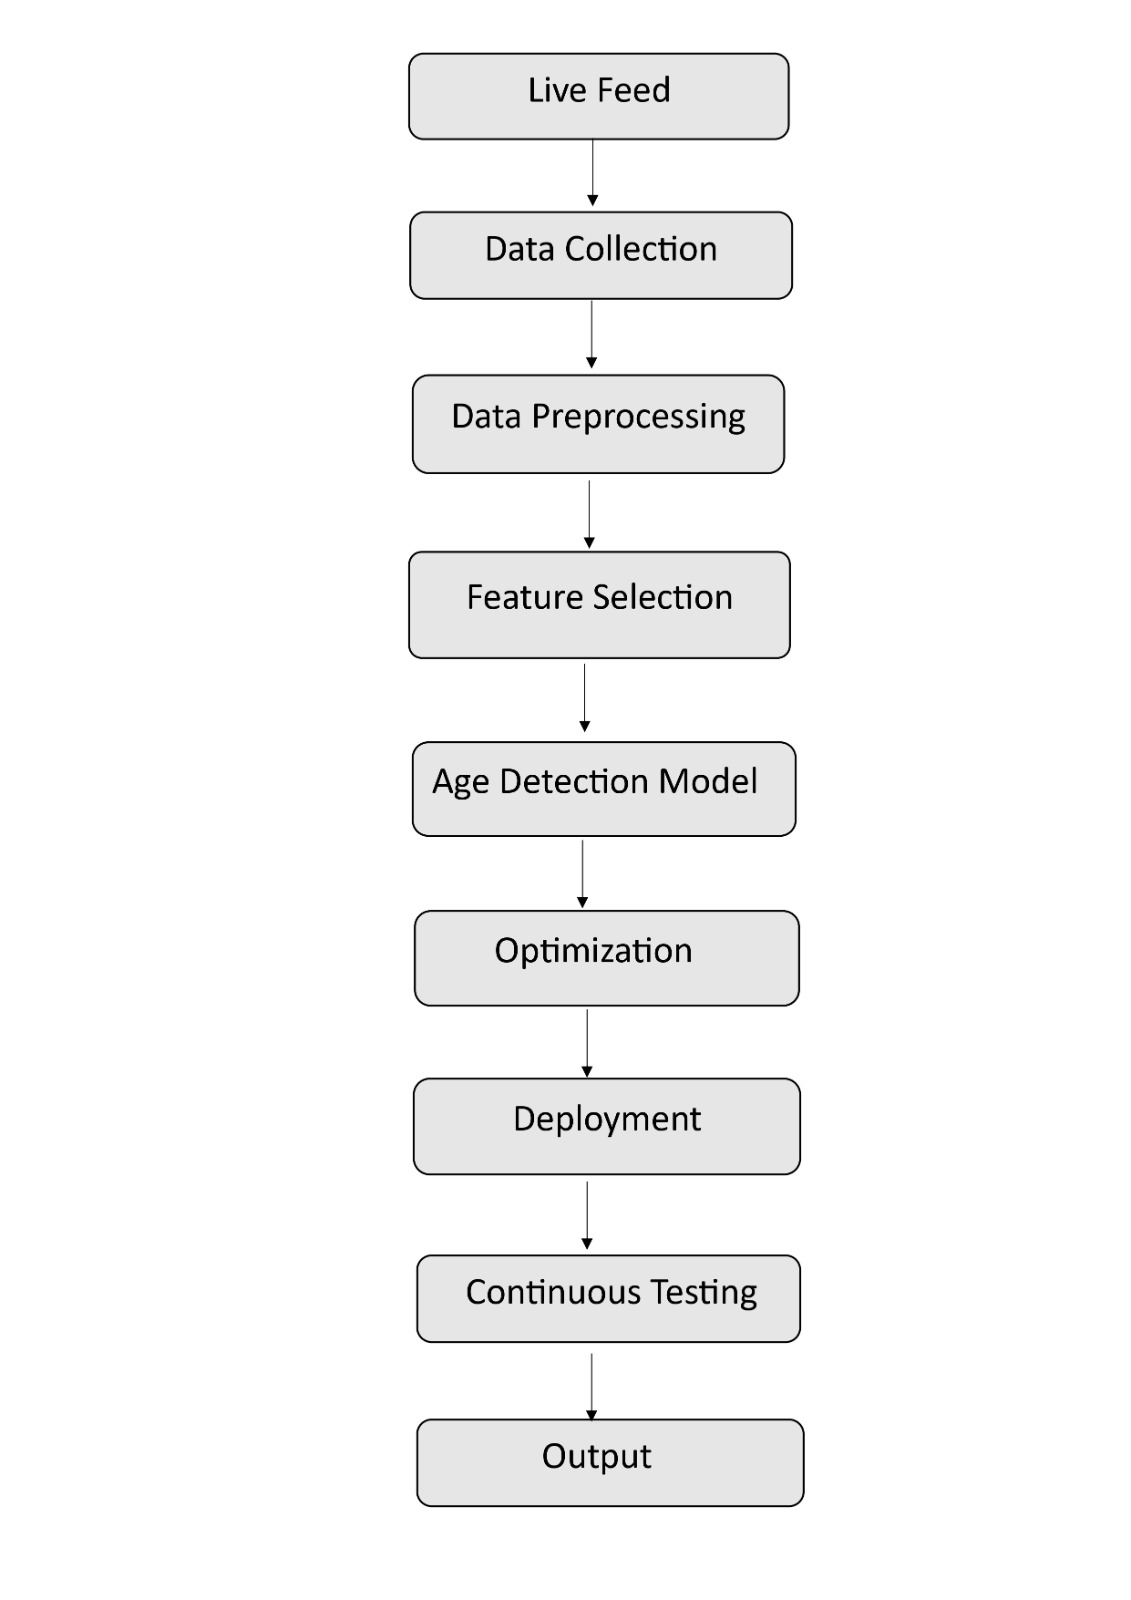 Live Feed
Data Collection
Data Preprocessing
Feature Selection
Age Detection Model
Optimization
Deployment
Continuous Testing
Output